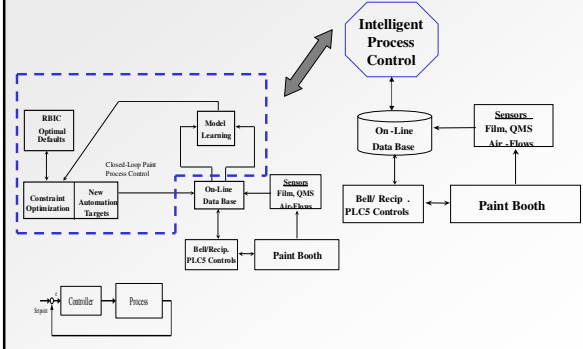 Intelligent
Process
Control
RBIC
Optimal
Defaults
Model
Learning
Closed-Loop Paint
Process Control
Constraint
Optimization
New
Automation
Targets
On-Line
Data Base
Sensors
Film, QMS
Air-Flows
Bell/Recip.
PLC5 Controls
Paint Booth
On -Line
Data Base
Sensors
Film, QMS
Air -Flows
Bell/ Recip .
PLC5 Controls
Paint Booth
Setpoint
e
Controller
Process